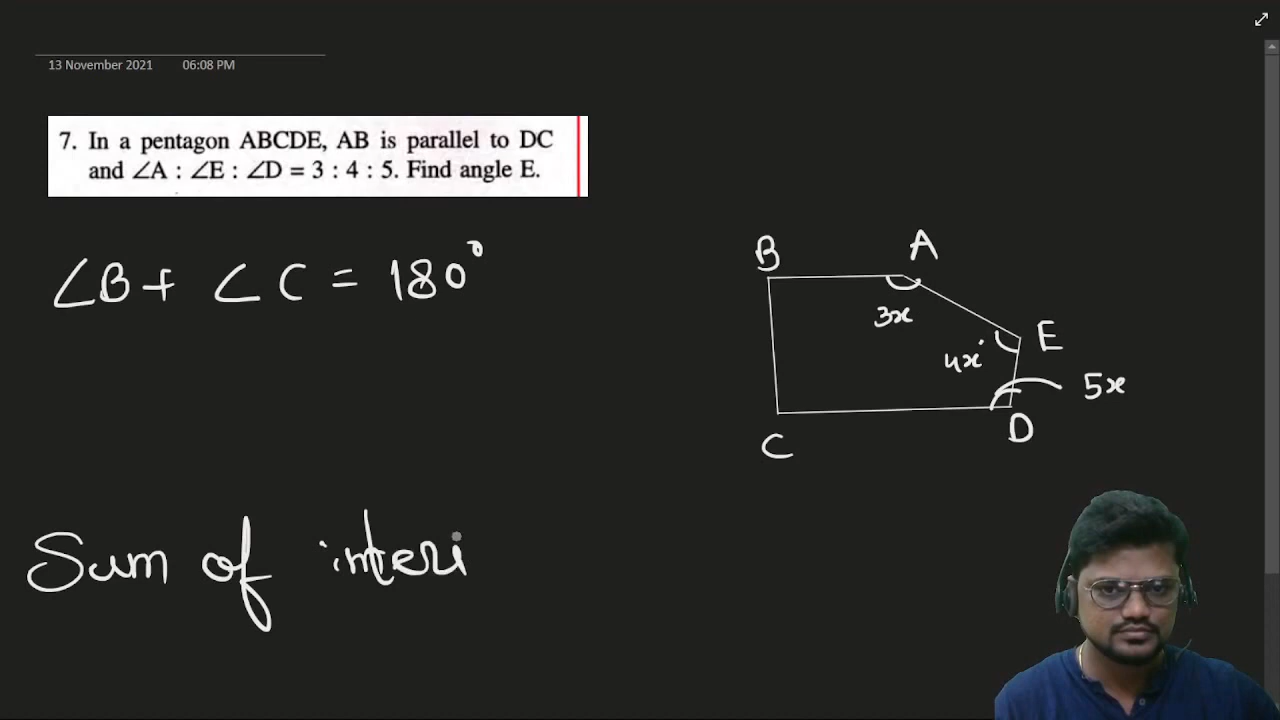 13 November 2021 06:08 PM
7. In a pentagon ABCDE, AB is parallel to DC
and ∠A : ∠E : ∠D = 3 : 4 : 5. Find angle E.
∠B + ∠C = 180°
B
A
3x
E
4x
5x
D
C
Sum of interi